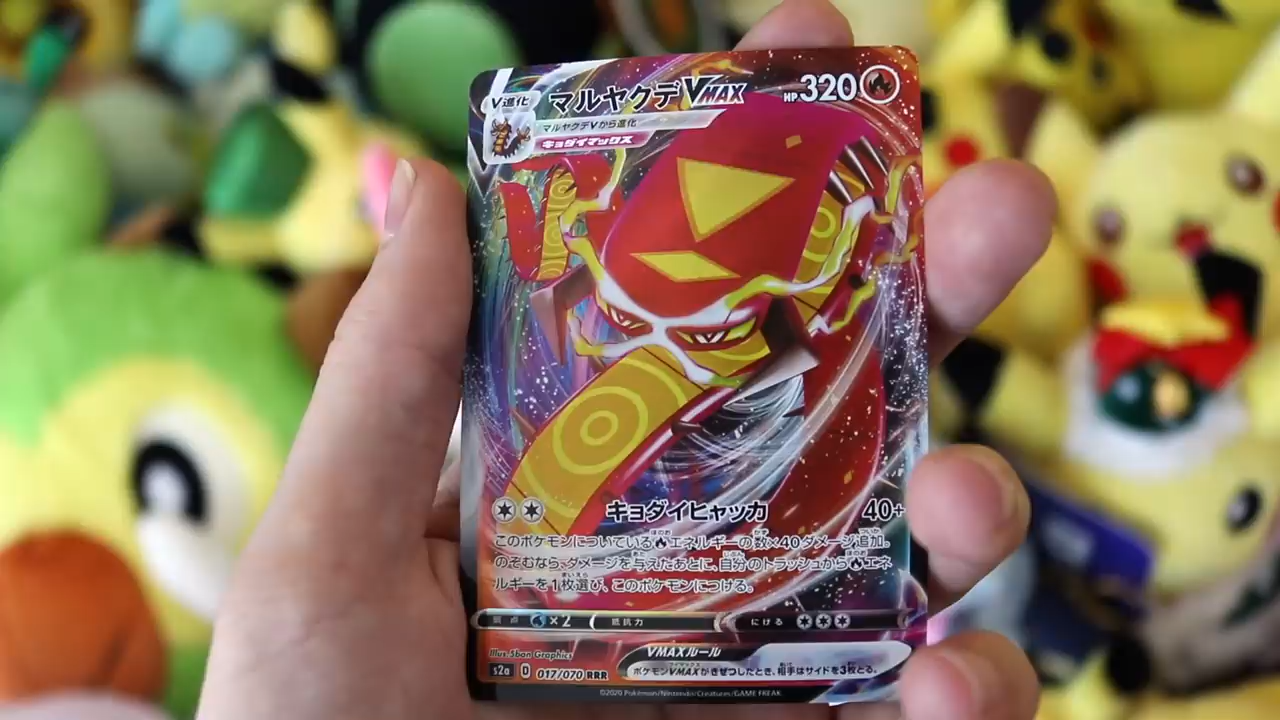 V進化 マルヤクデVMAX HP320
マルヤクデVから進化
キョダイマックス
キョダイヒャッカ 40+
このポケモンについているエネルギーの数×40ダメージ追加。
のぞむなら、ダメージを与えたあとに、自分のトラッシュからエネ
ルギーを1枚選び、このポケモンにつける。
弱点 ×2 抵抗力 にげる
Illus. 5ban Graphics VMAXルール
s2a D 017/070 RRR ポケモンVMAXがきぜつしたとき、相手はサイドを3枚とる。
©2020 Pokémon/Nintendo/Creatures/GAME FREAK